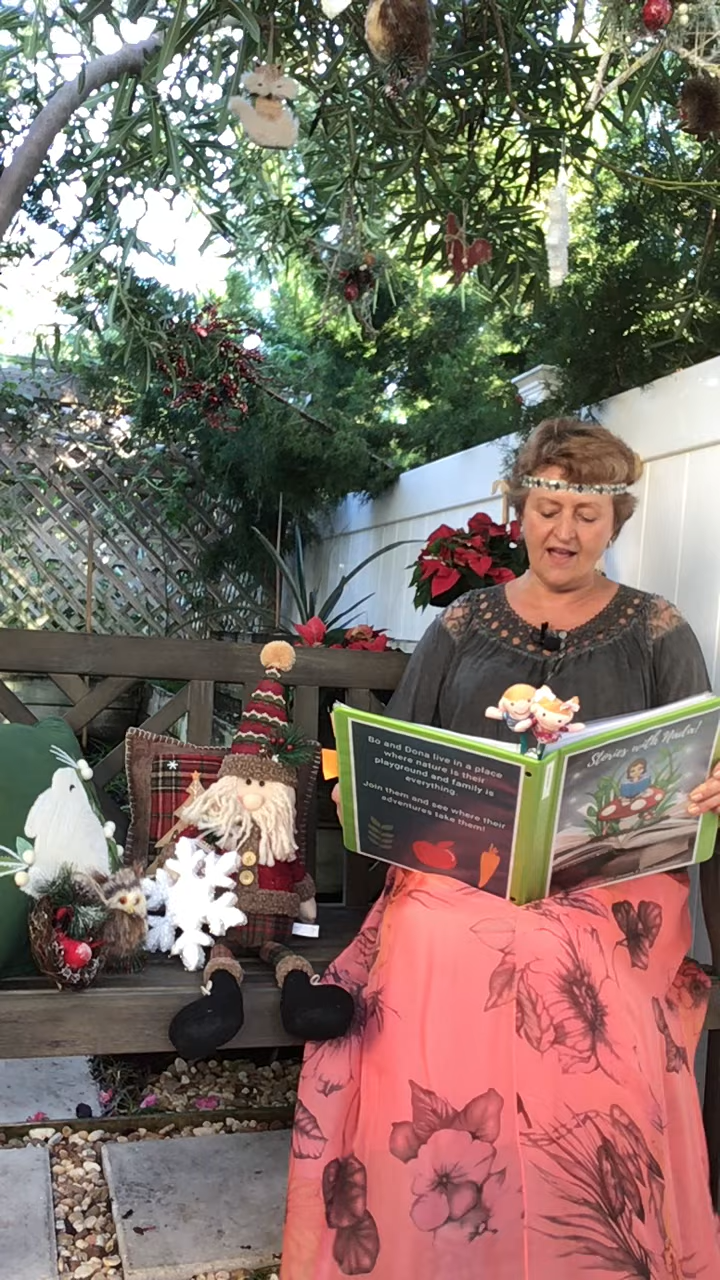 Bo and Dona live in a place
where nature is their
playground and family is
everything.
Join them and see where their
adventures take them!
Stories with Nadia!